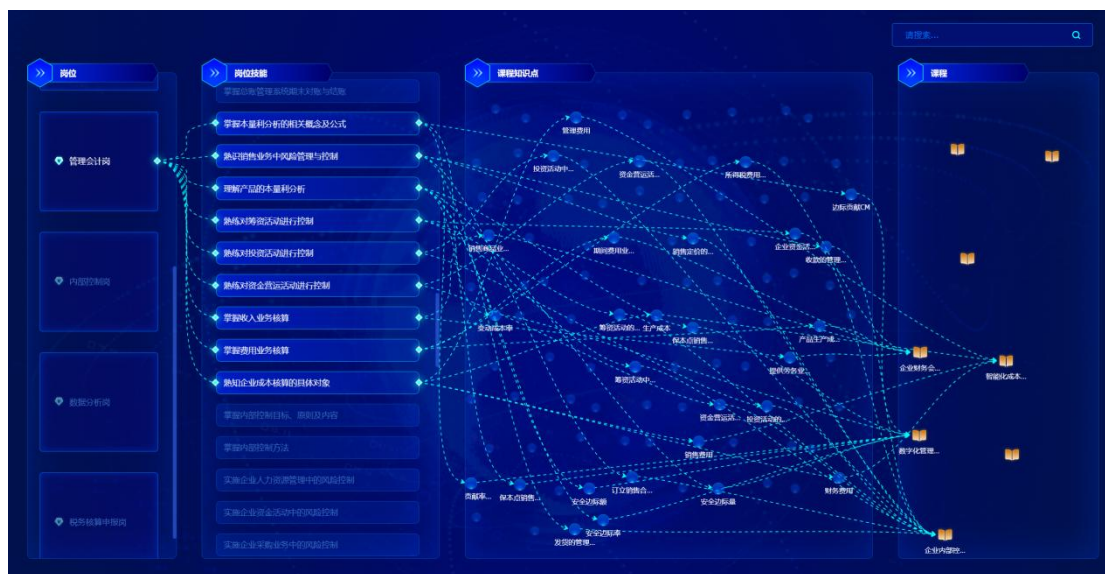 请搜索...
岗位
岗位技能
课程知识点
课程
管理会计岗
内部控制岗
数据分析岗
税务核算申报岗
掌握总账管理系统期末对账与结账
掌握本量利分析的相关概念及公式
熟识销售业务中风险管理与控制
理解产品的本量利分析
熟练对筹资活动进行控制
熟练对投资活动进行控制
熟练对资金营运活动进行控制
掌握收入业务核算
掌握费用业务核算
熟知企业成本核算的具体对象
掌握内部控制目标、原则及内容
掌握内部控制方法
实施企业人力资源管理中的风险控制
实施企业资金活动中的风险控制
实施企业采购业务中的风险控制
管理费用
投资活动中...
资金营运活...
所得税费用...
边际贡献CM
期间费用业...
销售定价的...
企业资金活...
收款的管理...
变动成本率
筹资活动的...
生产成本
保本点销售...
产品生产成...
提供劳务业...
筹资活动中...
资金营运活...
投资活动的...
销售费用
贡献率...
保本点销售...
安全边际额
订立销售合...
安全边际量
财务费用
安全边际率
发货的管理...
企业财务会...
智能化成本...
数字化管理...
企业内部控...